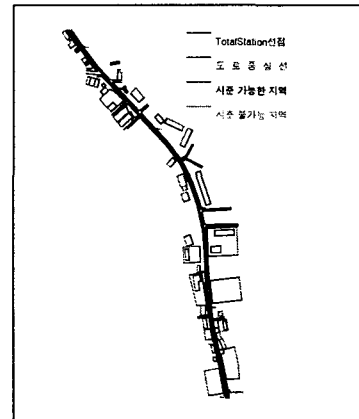 TotalStation선점
도 로 중 심 선
시준 가능한 지역
시준 불가능 지역